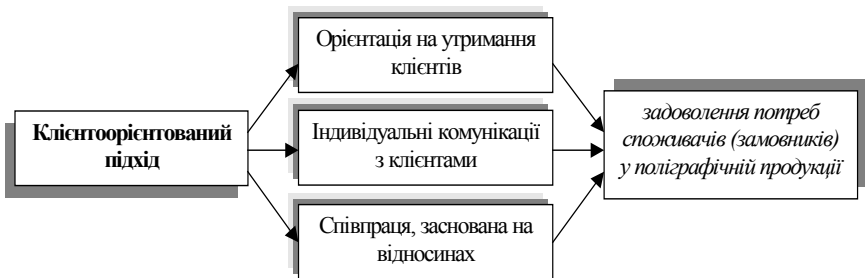 Орієнтація на утримання
клієнтів
Клієнтоорієнтований
підхід
Індивідуальні комунікації
з клієнтами
Співпраця, заснована на
відносинах
задоволення потреб
споживачів (замовників)
у поліграфічній продукції